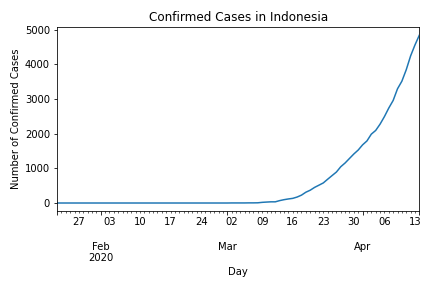 Confirmed Cases in Indonesia
Number of Confirmed Cases
5000
4000
3000
2000
1000
0
27 03 10 17 24 02 09 16 23 30 06 13
Feb Mar Apr
2020
Day